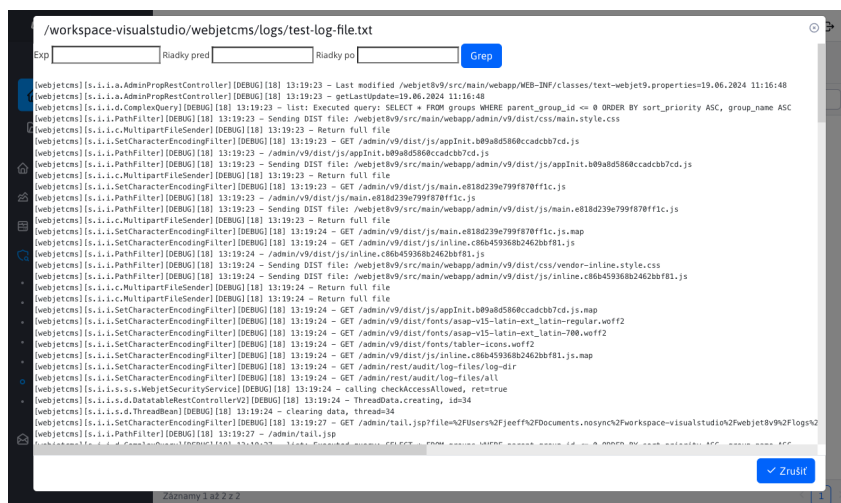 /workspace-visualstudio/webjetcms/logs/test-log-file.txt
Exp Riadky pred Riadky po Grep
[webjetcms][s.i.i.a.AdminPropRestController][DEBUG][18] 13:19:23 – Last modified /webjet8v9/src/main/webapp/WEB-INF/classes/text-webjet9.properties=19.06.2024 11:16:48
[webjetcms][s.i.i.a.AdminPropRestController][DEBUG][18] 13:19:23 – getLastUpdate=19.06.2024 11:16:48
[webjetcms][s.i.i.d.ComplexQuery][DEBUG][18] 13:19:23 – list: Executed query: SELECT * FROM groups WHERE parent_group_id <= 0 ORDER BY sort_priority ASC, group_name ASC
[webjetcms][s.i.i.PathFilter][DEBUG][18] 13:19:23 – Sending DIST file: /webjet8v9/src/main/webapp/admin/v9/dist/css/main.style.css
[webjetcms][s.i.i.c.MultipartFileSender][DEBUG][18] 13:19:23 – Return full file
[webjetcms][s.i.i.SetCharacterEncodingFilter][DEBUG][18] 13:19:23 – GET /admin/v9/dist/js/appInit.b09a8d5860ccadcbb7cd.js
[webjetcms][s.i.i.PathFilter][DEBUG][18] 13:19:23 – /admin/v9/dist/js/appInit.b09a8d5860ccadcbb7cd.js
[webjetcms][s.i.i.PathFilter][DEBUG][18] 13:19:23 – Sending DIST file: /webjet8v9/src/main/webapp/admin/v9/dist/js/appInit.b09a8d5860ccadcbb7cd.js
[webjetcms][s.i.i.c.MultipartFileSender][DEBUG][18] 13:19:23 – Return full file
[webjetcms][s.i.i.SetCharacterEncodingFilter][DEBUG][18] 13:19:23 – GET /admin/v9/dist/js/main.e818d239e799f870ff1c.js
[webjetcms][s.i.i.PathFilter][DEBUG][18] 13:19:23 – /admin/v9/dist/js/main.e818d239e799f870ff1c.js
[webjetcms][s.i.i.PathFilter][DEBUG][18] 13:19:23 – Sending DIST file: /webjet8v9/src/main/webapp/admin/v9/dist/js/main.e818d239e799f870ff1c.js
[webjetcms][s.i.i.c.MultipartFileSender][DEBUG][18] 13:19:23 – Return full file
[webjetcms][s.i.i.SetCharacterEncodingFilter][DEBUG][18] 13:19:24 – GET /admin/v9/dist/js/main.e818d239e799f870ff1c.js.map
[webjetcms][s.i.i.SetCharacterEncodingFilter][DEBUG][18] 13:19:24 – GET /admin/v9/dist/js/inline.c86b459368b2462bbf81.js
[webjetcms][s.i.i.PathFilter][DEBUG][18] 13:19:24 – /admin/v9/dist/js/inline.c86b459368b2462bbf81.js
[webjetcms][s.i.i.PathFilter][DEBUG][18] 13:19:24 – Sending DIST file: /webjet8v9/src/main/webapp/admin/v9/dist/css/vendor-inline.style.css
[webjetcms][s.i.i.PathFilter][DEBUG][18] 13:19:24 – Sending DIST file: /webjet8v9/src/main/webapp/admin/v9/dist/js/inline.c86b459368b2462bbf81.js
[webjetcms][s.i.i.c.MultipartFileSender][DEBUG][18] 13:19:24 – Return full file
[webjetcms][s.i.i.c.MultipartFileSender][DEBUG][18] 13:19:24 – Return full file
[webjetcms][s.i.i.SetCharacterEncodingFilter][DEBUG][18] 13:19:24 – GET /admin/v9/dist/js/appInit.b09a8d5860ccadcbb7cd.js.map
[webjetcms][s.i.i.SetCharacterEncodingFilter][DEBUG][18] 13:19:24 – GET /admin/v9/dist/fonts/asap-v15-latin-ext_latin-regular.woff2
[webjetcms][s.i.i.SetCharacterEncodingFilter][DEBUG][18] 13:19:24 – GET /admin/v9/dist/fonts/asap-v15-latin-ext_latin-700.woff2
[webjetcms][s.i.i.SetCharacterEncodingFilter][DEBUG][18] 13:19:24 – GET /admin/v9/dist/fonts/tabler-icons.woff2
[webjetcms][s.i.i.SetCharacterEncodingFilter][DEBUG][18] 13:19:24 – GET /admin/v9/dist/js/inline.c86b459368b2462bbf81.js.map
[webjetcms][s.i.i.SetCharacterEncodingFilter][DEBUG][18] 13:19:24 – GET /admin/rest/audit/log-files/log-dir
[webjetcms][s.i.i.SetCharacterEncodingFilter][DEBUG][18] 13:19:24 – GET /admin/rest/audit/log-files/all
[webjetcms][s.i.i.s.s.s.WebjetSecurityService][DEBUG][18] 13:19:24 – calling checkAccessAllowed, ret=true
[webjetcms][s.i.i.s.d.DatatableRestControllerV2][DEBUG][18] 13:19:24 – ThreadData.creating, id=34
[webjetcms][s.i.i.s.d.ThreadBean][DEBUG][18] 13:19:24 – clearing data, thread=34
[webjetcms][s.i.i.SetCharacterEncodingFilter][DEBUG][18] 13:19:27 – GET /admin/tail.jsp?file=%2FUsers%2Fjeeff%2FDocuments.nosync%2Fworkspace-visualstudio%2Fwebjet8v9%2Flogs%2
[webjetcms][s.i.i.PathFilter][DEBUG][18] 13:19:27 – /admin/tail.jsp
[webjetcms][s.i.i.d.ComplexQuery][DEBUG][18] 13:19:27 – list: Executed query: SELECT * FROM groups WHERE parent_group_id <= 0 ORDER BY sort_priority ASC, group_name ASC
Zrušiť
Záznamy 1 až 2 z 2
1